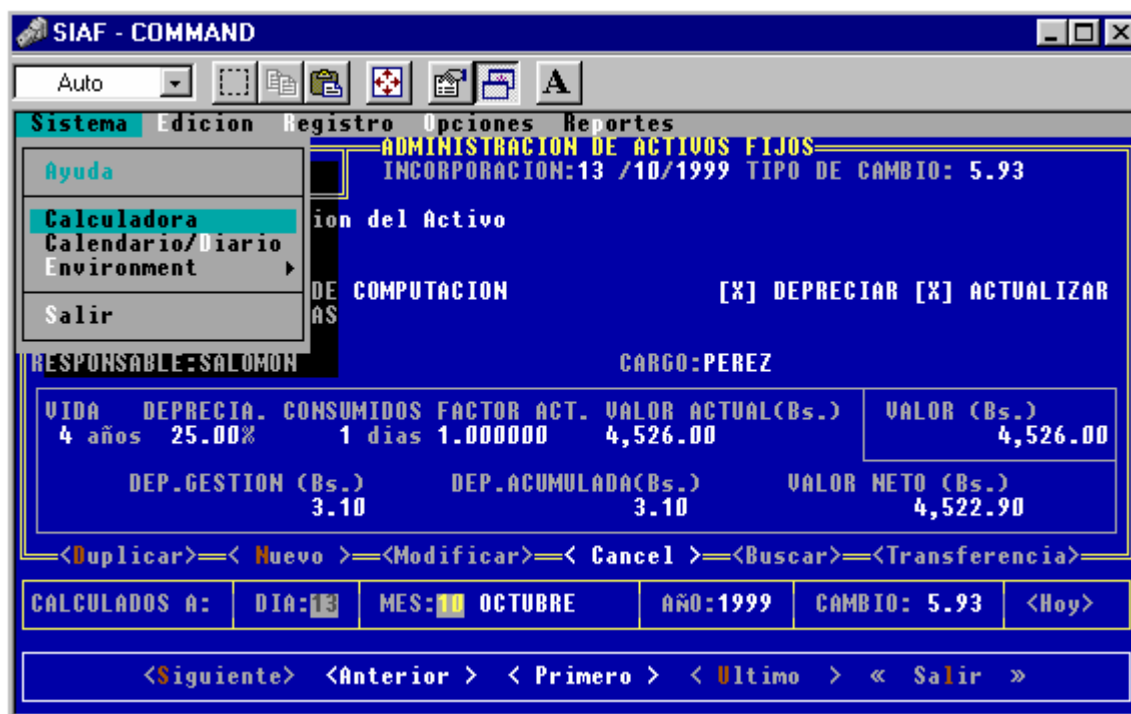 SIAF - COMMAND
Auto
A
Sistema Edicion Registro Opciones Reportes
ADMINISTRACION DE ACTIVOS FIJOS
Ayuda
INCORPORACION:13 /10/1999 TIPO DE CAMBIO: 5.93
Calculadora
ion del Activo
Calendario/Diario
Environment
DE COMPUTACION [X] DEPRECIAR [X] ACTUALIZAR
Salir
AS
RESPONSABLE:SALOMON CARGO:PEREZ
VIDA DEPRECIA. CONSUMIDOS FACTOR ACT. VALOR ACTUAL(Bs.) VALOR (Bs.)
4 años 25.00% 1 dias 1.000000 4,526.00 4,526.00
DEP.GESTION (Bs.) DEP.ACUMULADA(Bs.) VALOR NETO (Bs.)
3.10 3.10 4,522.90
<Duplicar> < Nuevo > <Modificar> < Cancel > <Buscar> <Transferencia>
CALCULADOS A: DIA:13 MES:10 OCTUBRE AÑO:1999 CAMBIO: 5.93 <Hoy>
<Siguiente> <Anterior > < Primero > < Ultimo > « Salir »